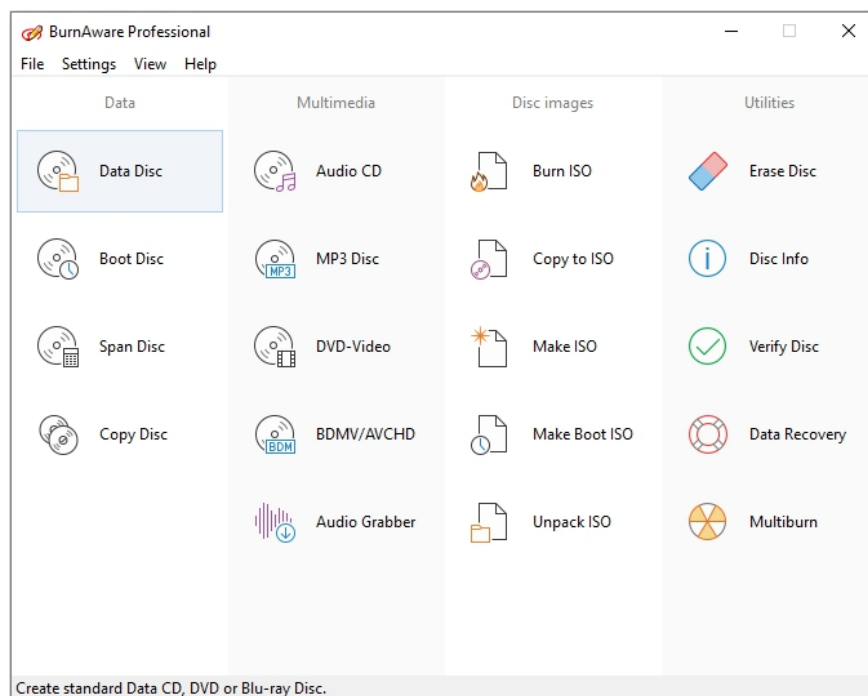 BurnAware Professional
File Settings View Help
Data
Data Disc
Boot Disc
Span Disc
Copy Disc
Multimedia
Audio CD
MP3
MP3 Disc
DVD-Video
BDM
BDMV/AVCHD
Audio Grabber
Disc images
Burn ISO
Copy to ISO
Make ISO
Make Boot ISO
Unpack ISO
Utilities
Erase Disc
Disc Info
Verify Disc
Data Recovery
Multiburn
Create standard Data CD, DVD or Blu-ray Disc.